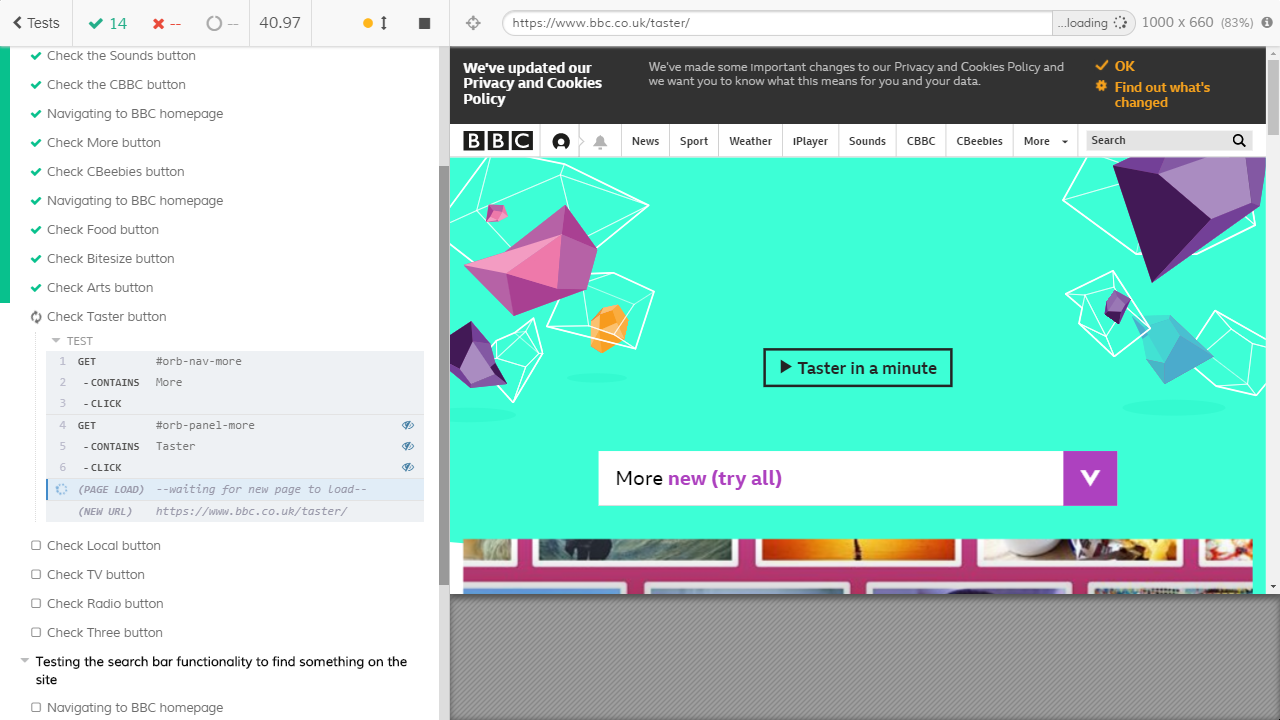 Tests
14
--
--
40.97
https://www.bbc.co.uk/taster/
...loading
1000 x 660 (83%)
Check the Sounds button
Check the CBBC button
Navigating to BBC homepage
Check More button
Check CBeebies button
Navigating to BBC homepage
Check Food button
Check Bitesize button
Check Arts button
Check Taster button
TEST
1 GET #orb-nav-more
2 -CONTAINS More
3 -CLICK
4 GET #orb-panel-more
5 -CONTAINS Taster
6 -CLICK
(PAGE LOAD) --waiting for new page to load--
(NEW URL) https://www.bbc.co.uk/taster/
Check Local button
Check TV button
Check Radio button
Check Three button
Testing the search bar functionality to find something on the
site
Navigating to BBC homepage
We've updated our
Privacy and Cookies
Policy
We've made some important changes to our Privacy and Cookies Policy and
we want you to know what this means for you and your data.
OK
Find out what's
changed
BBC
News
Sport
Weather
iPlayer
Sounds
CBBC
CBeebies
More
Search
Taster in a minute
More new (try all)